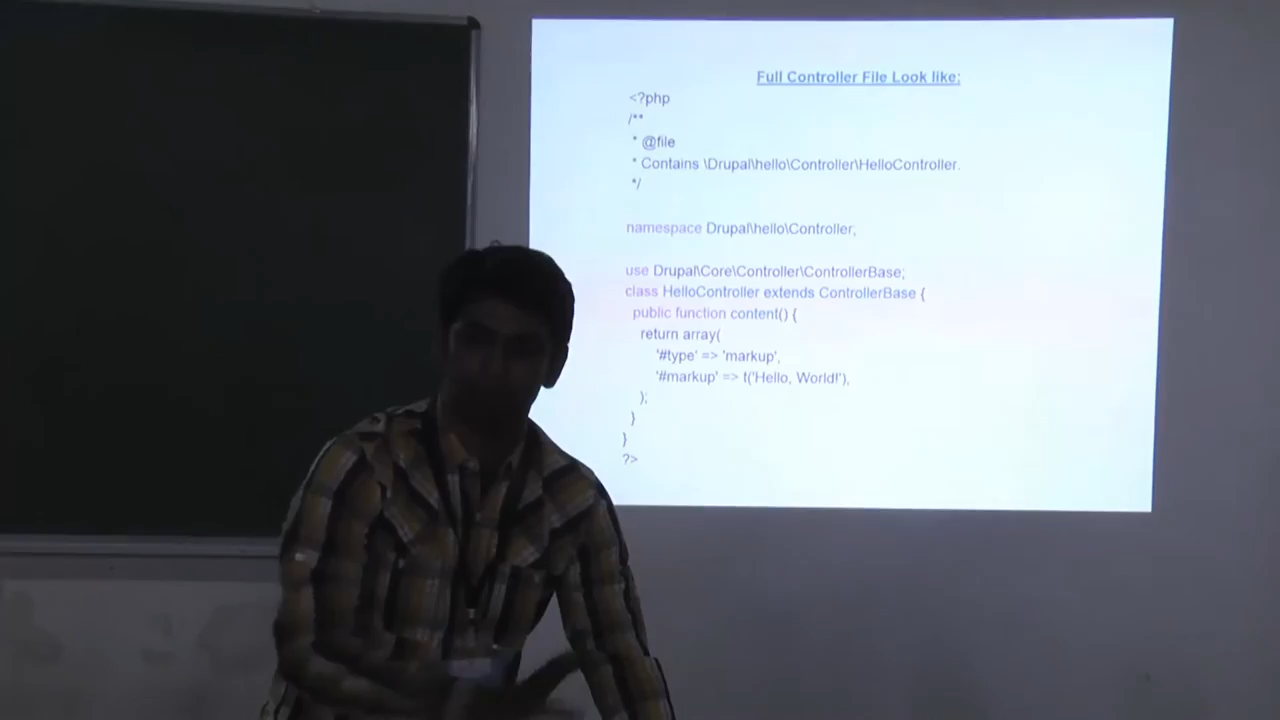 Full Controller File Look like:
<?php
/**
* @file
* Contains \Drupal\hello\Controller\HelloController.
*/
namespace Drupal\hello\Controller;
use Drupal\Core\Controller\ControllerBase;
class HelloController extends ControllerBase {
public function content() {
return array(
'#type' => 'markup',
'#markup' => t('Hello, World!'),
);
}
}
?>